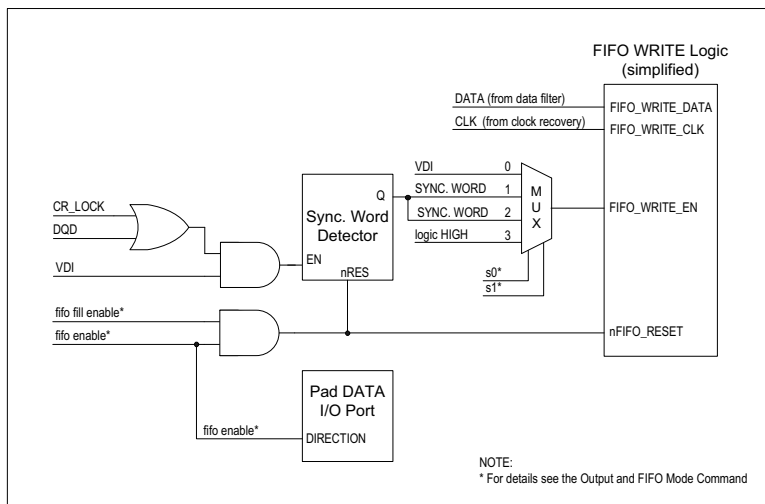 FIFO WRITE Logic
(simplified)
DATA (from data filter)
FIFO_WRITE_DATA
CLK (from clock recovery)
FIFO_WRITE_CLK
VDI
0
Q
SYNC. WORD
1
M
CR_LOCK
Sync. Word
U
FIFO_WRITE_EN
DQD
Detector
SYNC. WORD
2
X
logic HIGH
3
VDI
EN
nRES
s0*
s1*
fifo fill enable*
fifo enable*
nFIFO_RESET
Pad DATA
I/O Port
fifo enable*
DIRECTION
NOTE:
* For details see the Output and FIFO Mode Command